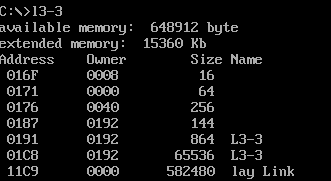 C:\>l3-3
available memory: 648912 byte
extended memory: 15360 Kb
Address Owner Size Name
016F 0008 16
0171 0000 64
0176 0040 256
0187 0192 144
0191 0192 864 L3-3
01C8 0192 65536 L3-3
11C9 0000 582480 lay Link